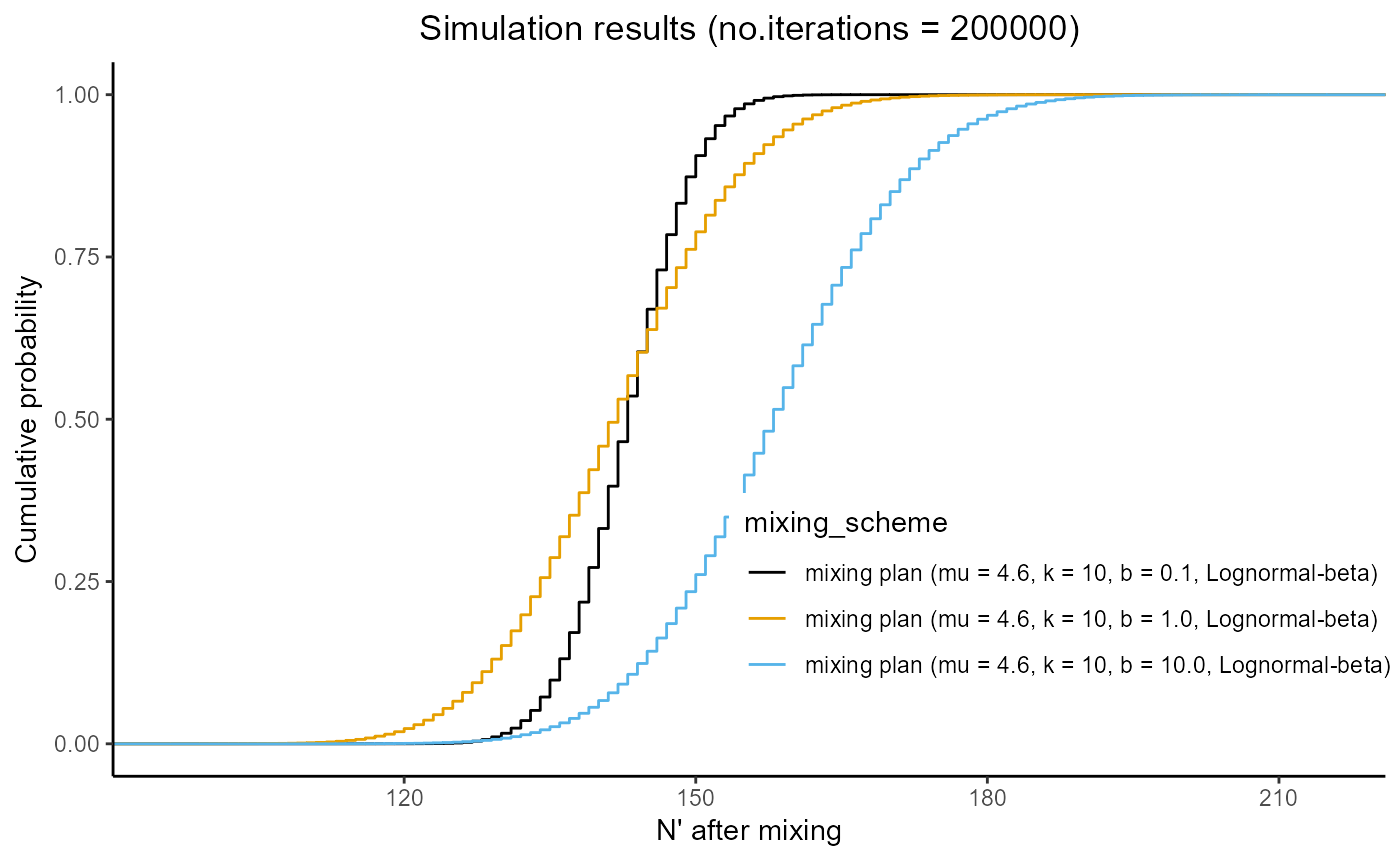 Simulation results (no.iterations = 200000)
1.00
0.75
0.50
0.25
0.00
Cumulative probability
mixing_scheme
mixing plan (mu = 4.6, k = 10, b = 0.1, Lognormal-beta)
mixing plan (mu = 4.6, k = 10, b = 1.0, Lognormal-beta)
mixing plan (mu = 4.6, k = 10, b = 10.0, Lognormal-beta)
120 150 180 210
N' after mixing